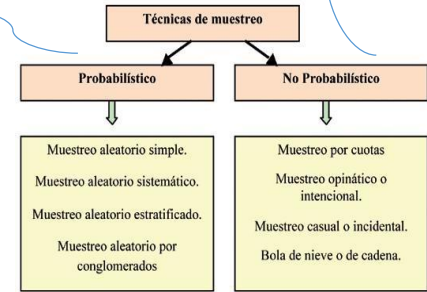 Técnicas de muestreo
Probabilístico
No Probabilístico
Muestreo aleatorio simple.
Muestreo aleatorio sistemático.
Muestreo aleatorio estratificado.
Muestreo aleatorio por
conglomerados
Muestreo por cuotas
Muestreo opinático o
intencional.
Muestreo casual o incidental.
Bola de nieve o de cadena.